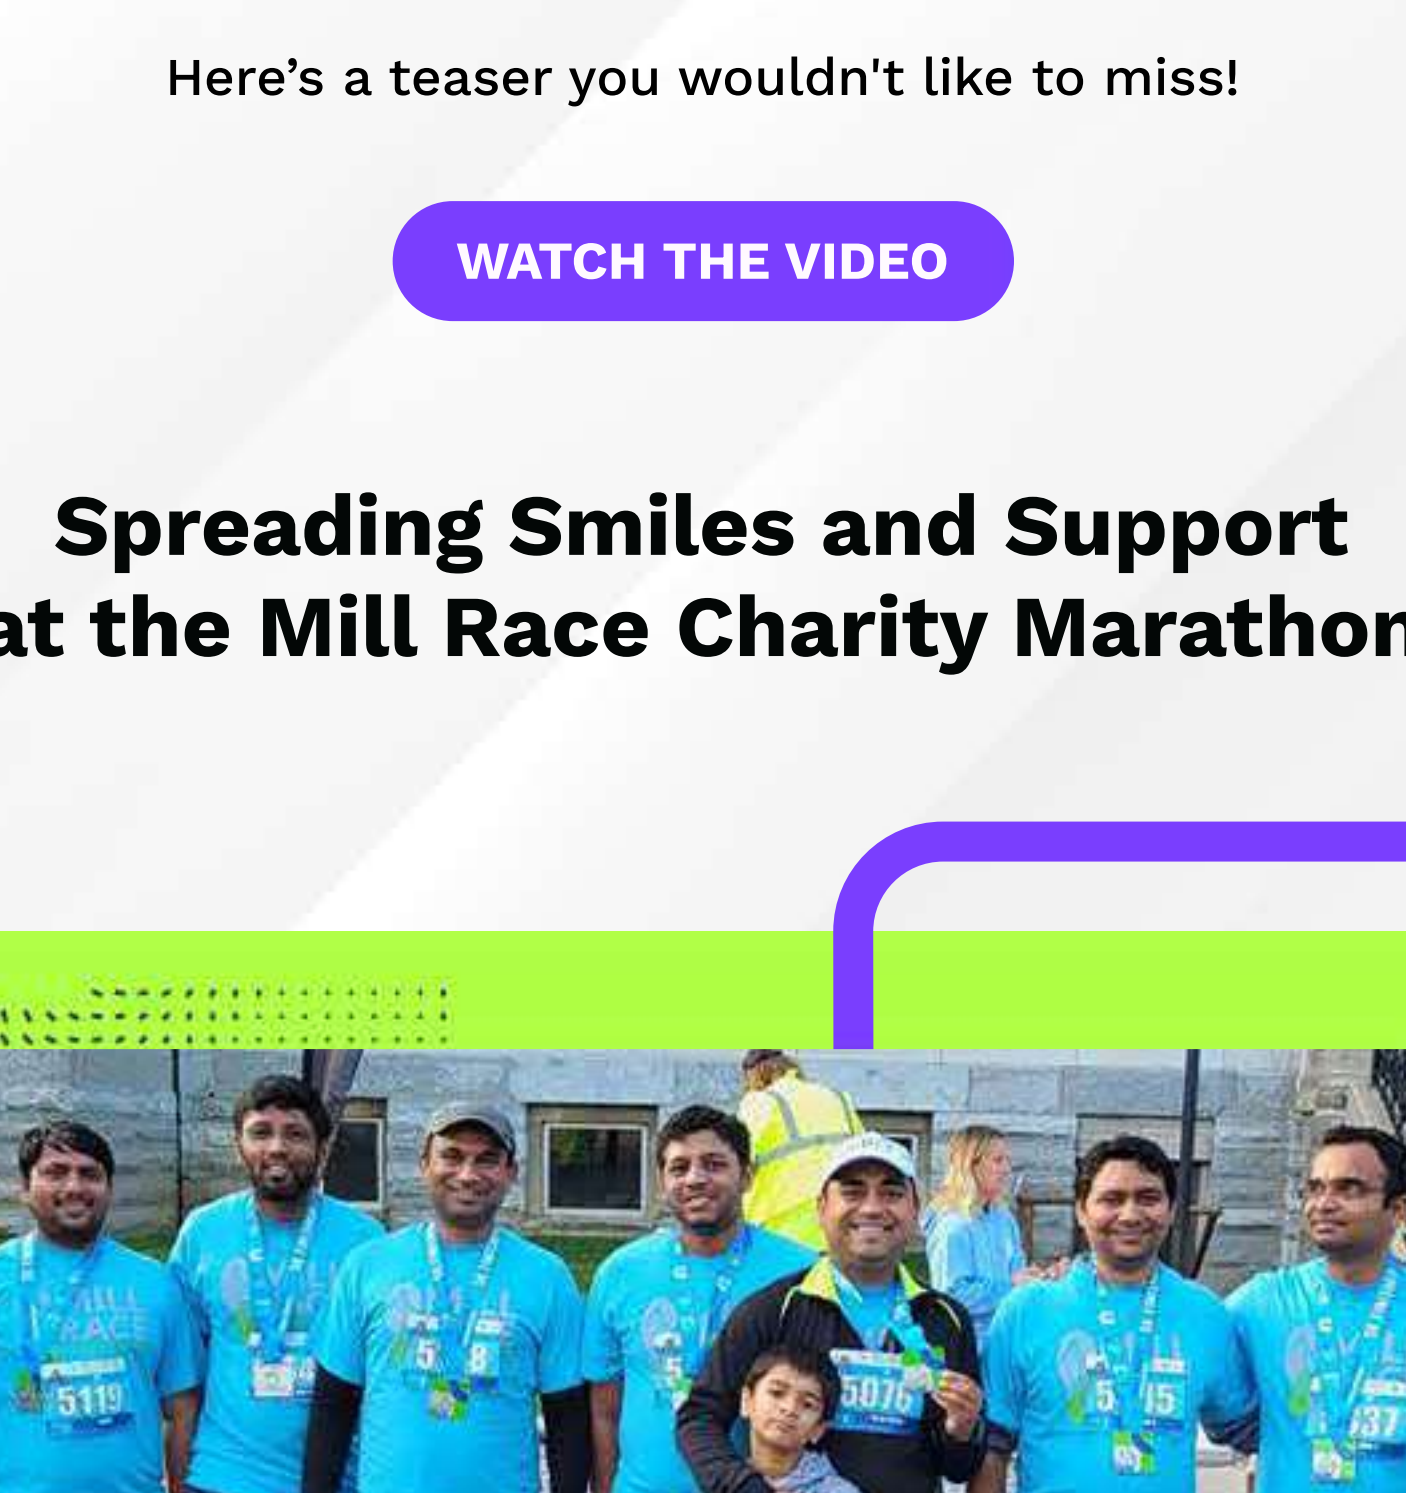 Here’s a teaser you wouldn't like to miss!
WATCH THE VIDEO
Spreading Smiles and Support
at the Mill Race Charity Marathon
5119
5076